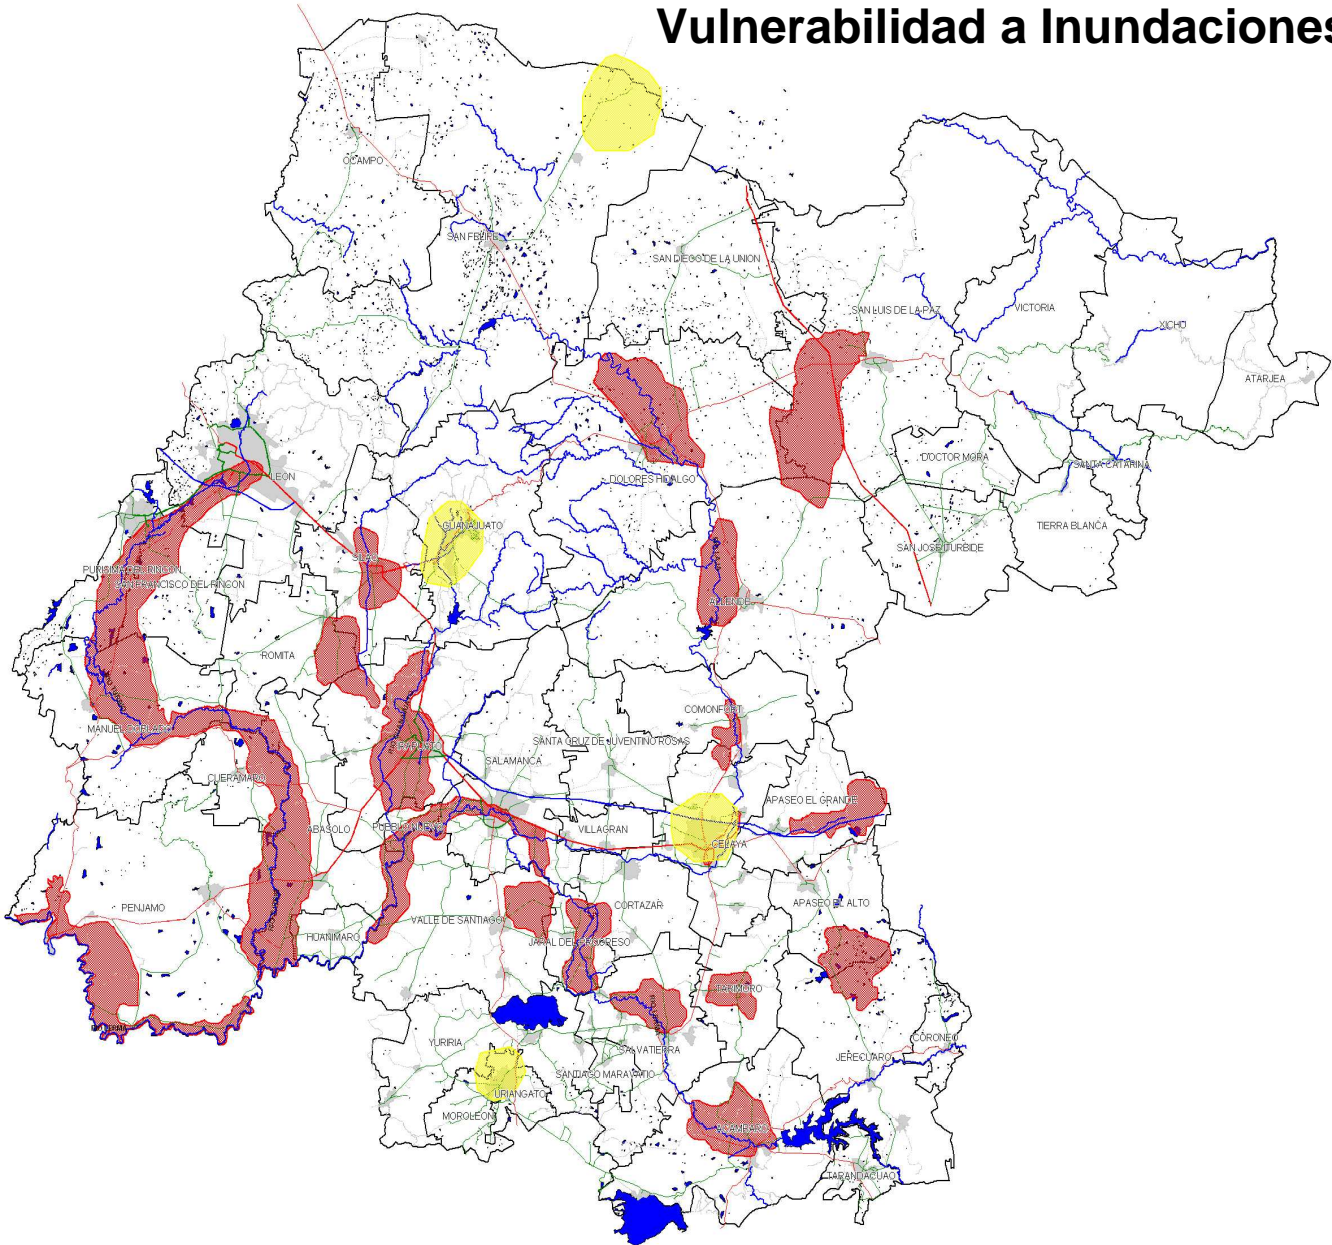 Vulnerabilidad a Inundaciones
OCAMPO
SAN FELIPE
SAN DIEGO DE LA UNION
SAN LUIS DE LA PAZ
VICTORIA
XICHU
ATARJEA
LEON
DOLORES HIDALGO
DOCTOR MORA
SANTA CATARINA
GUANAJUATO
TIERRA BLANCA
SAN JOSE ITURBIDE
SILAO
PURISIMA DEL RINCON
SAN FRANCISCO DEL RINCON
ALLENDE
ROMITA
COMONFORT
MANUEL DOBLADO
SANTA CRUZ DE JUVENTINO ROSAS
IRAPUATO
SALAMANCA
CUERAMARO
APASEO EL GRANDE
ABASOLO
PUEBLO NUEVO
VILLAGRAN
CELAYA
PENJAMO
CORTAZAR
APASEO EL ALTO
VALLE DE SANTIAGO
HUANIMARO
JARAL DEL PROGRESO
TARIMORO
RIO LERMA
YURIRIA
SALVATIERRA
CORONEO
JERECUARO
SANTIAGO MARAVATIO
URIANGATO
MOROLEON
ACAMBARO
TARANDACUAO